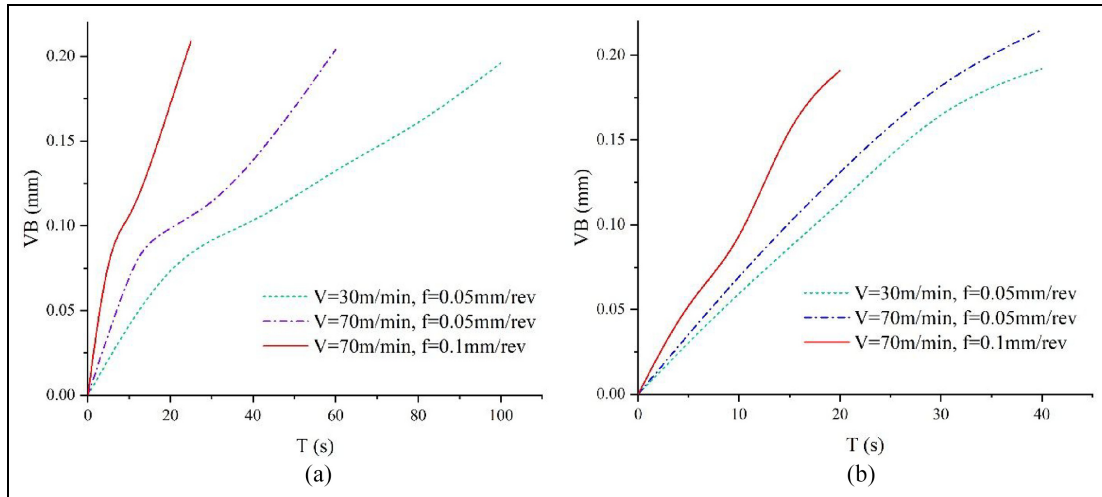 0.20
0.15
0.10
0.05
0.00
VB (mm)
V=30m/min, f=0.05mm/rev
V=70m/min, f=0.05mm/rev
V=70m/min, f=0.1mm/rev
0 20 40 60 80 100
T (s)
(a)
0.20
0.15
0.10
0.05
0.00
VB (mm)
V=30m/min, f=0.05mm/rev
V=70m/min, f=0.05mm/rev
V=70m/min, f=0.1mm/rev
0 10 20 30 40
T (s)
(b)